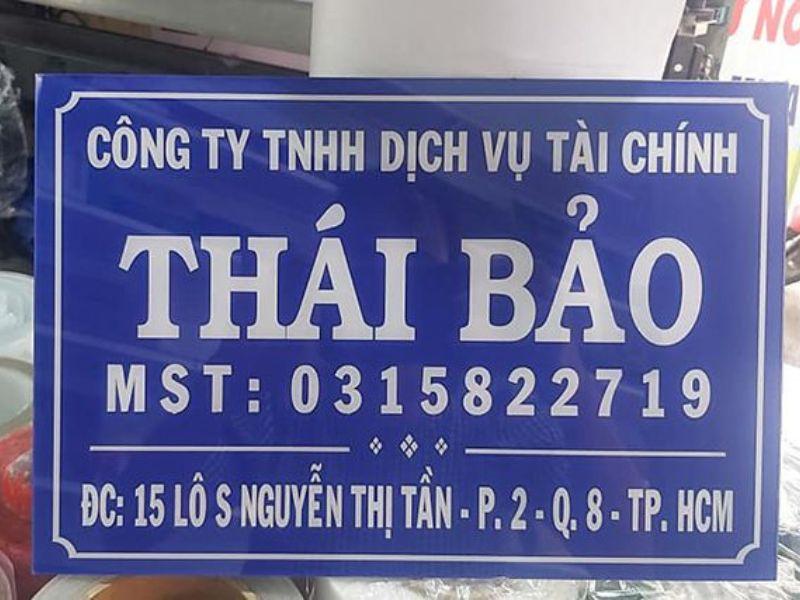 CÔNG TY TNHH DỊCH VỤ TÀI CHÍNH
THÁI BẢO
MST: 0315822719
ĐC: 15 LÔ S NGUYỄN THỊ TẦN - P. 2 - Q. 8 - TP. HCM